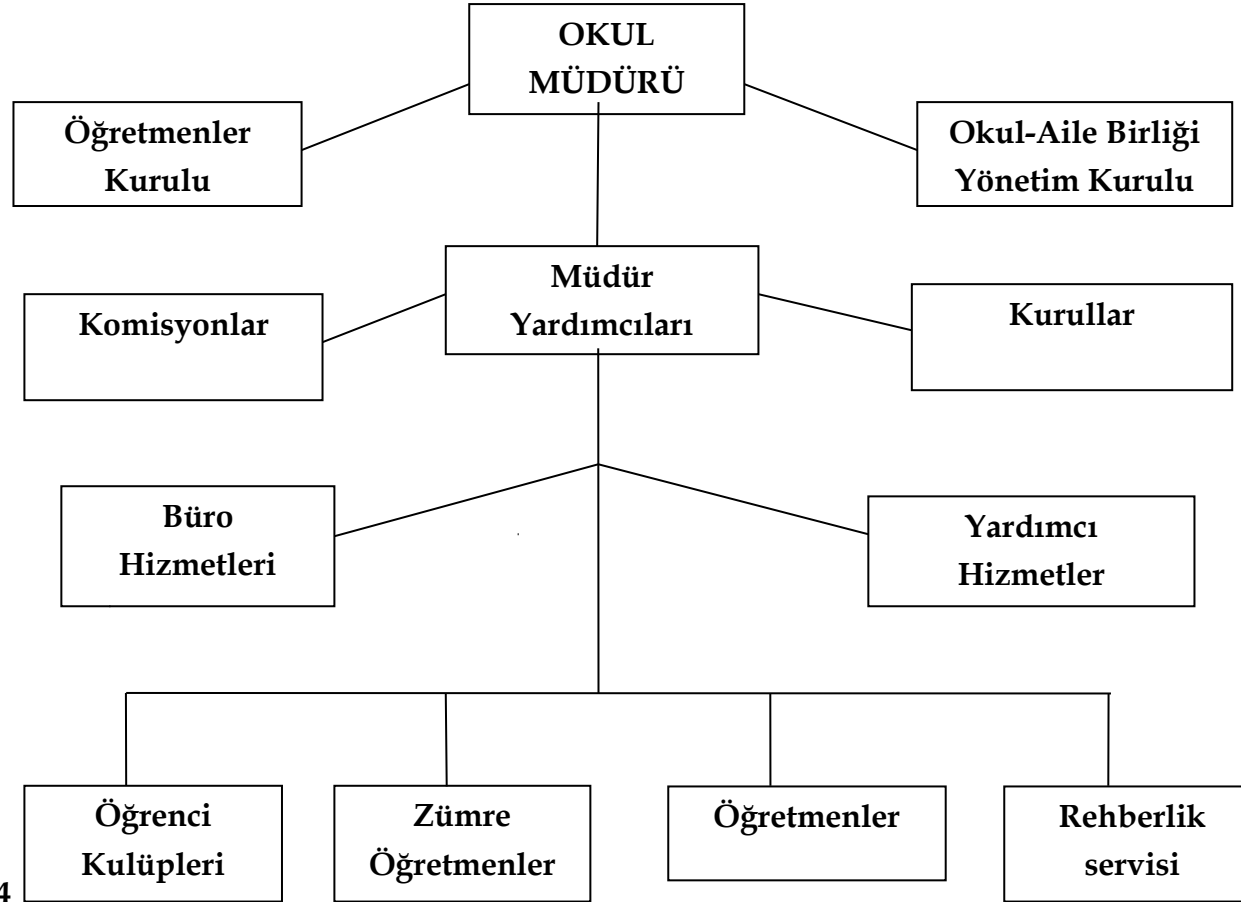 OKUL
MÜDÜRÜ
Öğretmenler
Kurulu
Okul-Aile Birliği
Yönetim Kurulu
Müdür
Yardımcıları
Komisyonlar
Kurullar
Büro
Hizmetleri
Yardımcı
Hizmetler
Öğrenci
Kulüpleri
Zümre
Öğretmenler
Öğretmenler
Rehberlik
servisi
4